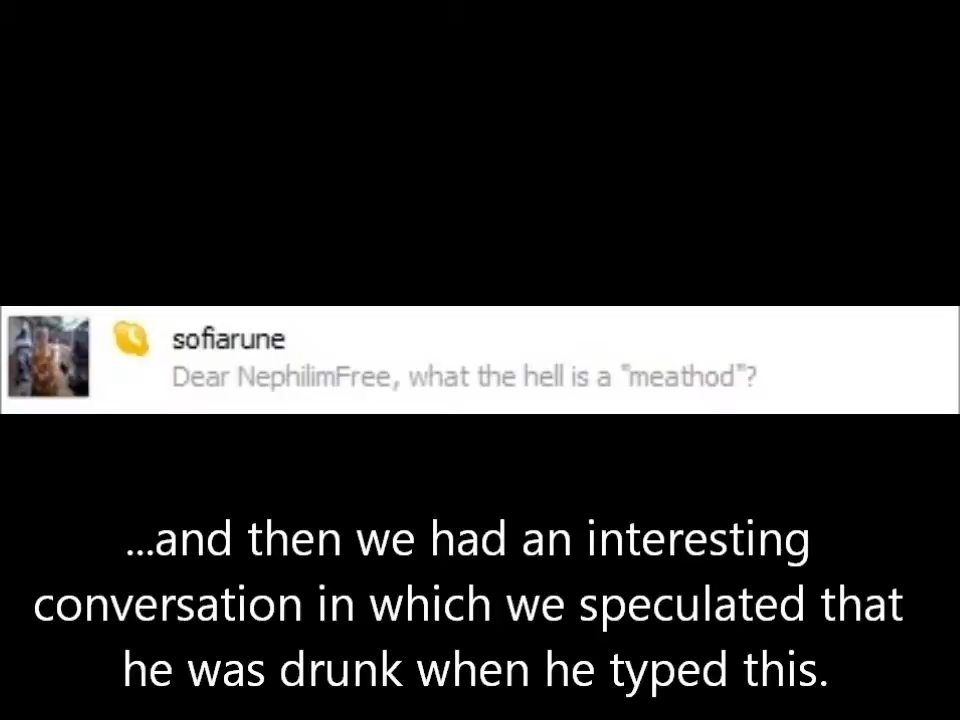 sofiarune
Dear NephilimFree, what the hell is a "meathod"?
...and then we had an interesting
conversation in which we speculated that
he was drunk when he typed this.